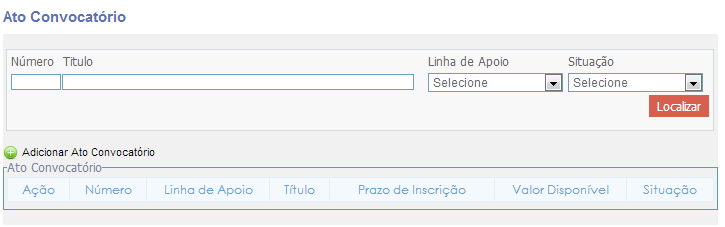 Ato Convocatório
Número Titulo Linha de Apoio Situação
Selecione Selecione
Localizar
Adicionar Ato Convocatório
Ato Convocatório
Ação Número Linha de Apoio Título Prazo de Inscrição Valor Disponível Situação